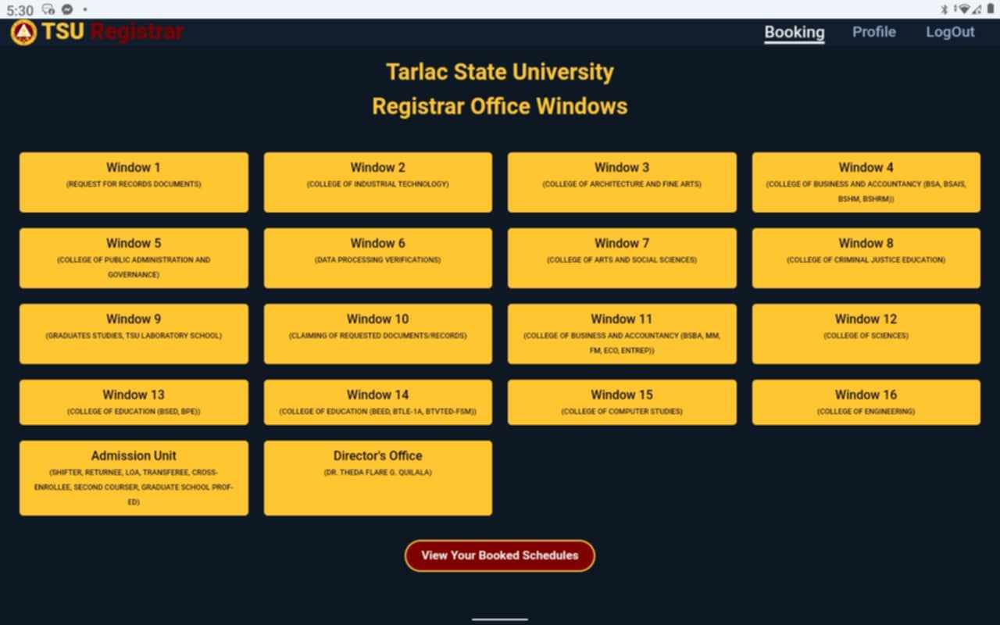 5:30
TSU Registrar
Booking Profile LogOut
Tarlac State University
Registrar Office Windows
Window 1
(REQUEST FOR RECORDS DOCUMENTS)
Window 2
(COLLEGE OF INDUSTRIAL TECHNOLOGY)
Window 3
(COLLEGE OF ARCHITECTURE AND FINE ARTS)
Window 4
(COLLEGE OF BUSINESS AND ACCOUNTANCY (BSA, BSAIS,
BSHM, BSHRM))
Window 5
(COLLEGE OF PUBLIC ADMINISTRATION AND
GOVERNANCE)
Window 6
(DATA PROCESSING VERIFICATIONS)
Window 7
(COLLEGE OF ARTS AND SOCIAL SCIENCES)
Window 8
(COLLEGE OF CRIMINAL JUSTICE EDUCATION)
Window 9
(GRADUATES STUDIES, TSU LABORATORY SCHOOL)
Window 10
(CLAIMING OF REQUESTED DOCUMENTS/RECORDS)
Window 11
(COLLEGE OF BUSINESS AND ACCOUNTANCY (BSBA, MM,
FM, ECO, ENTREP))
Window 12
(COLLEGE OF SCIENCES)
Window 13
(COLLEGE OF EDUCATION (BSED, BPE))
Window 14
(COLLEGE OF EDUCATION (BEED, BTLE-1A, BTVTED-FSM))
Window 15
(COLLEGE OF COMPUTER STUDIES)
Window 16
(COLLEGE OF ENGINEERING)
Admission Unit
(SHIFTER, RETURNEE, LOA, TRANSFEREE, CROSS-
ENROLLEE, SECOND COURSER, GRADUATE SCHOOL PROF-
ED)
Director's Office
(DR. THEDA FLARE G. QUILALA)
View Your Booked Schedules